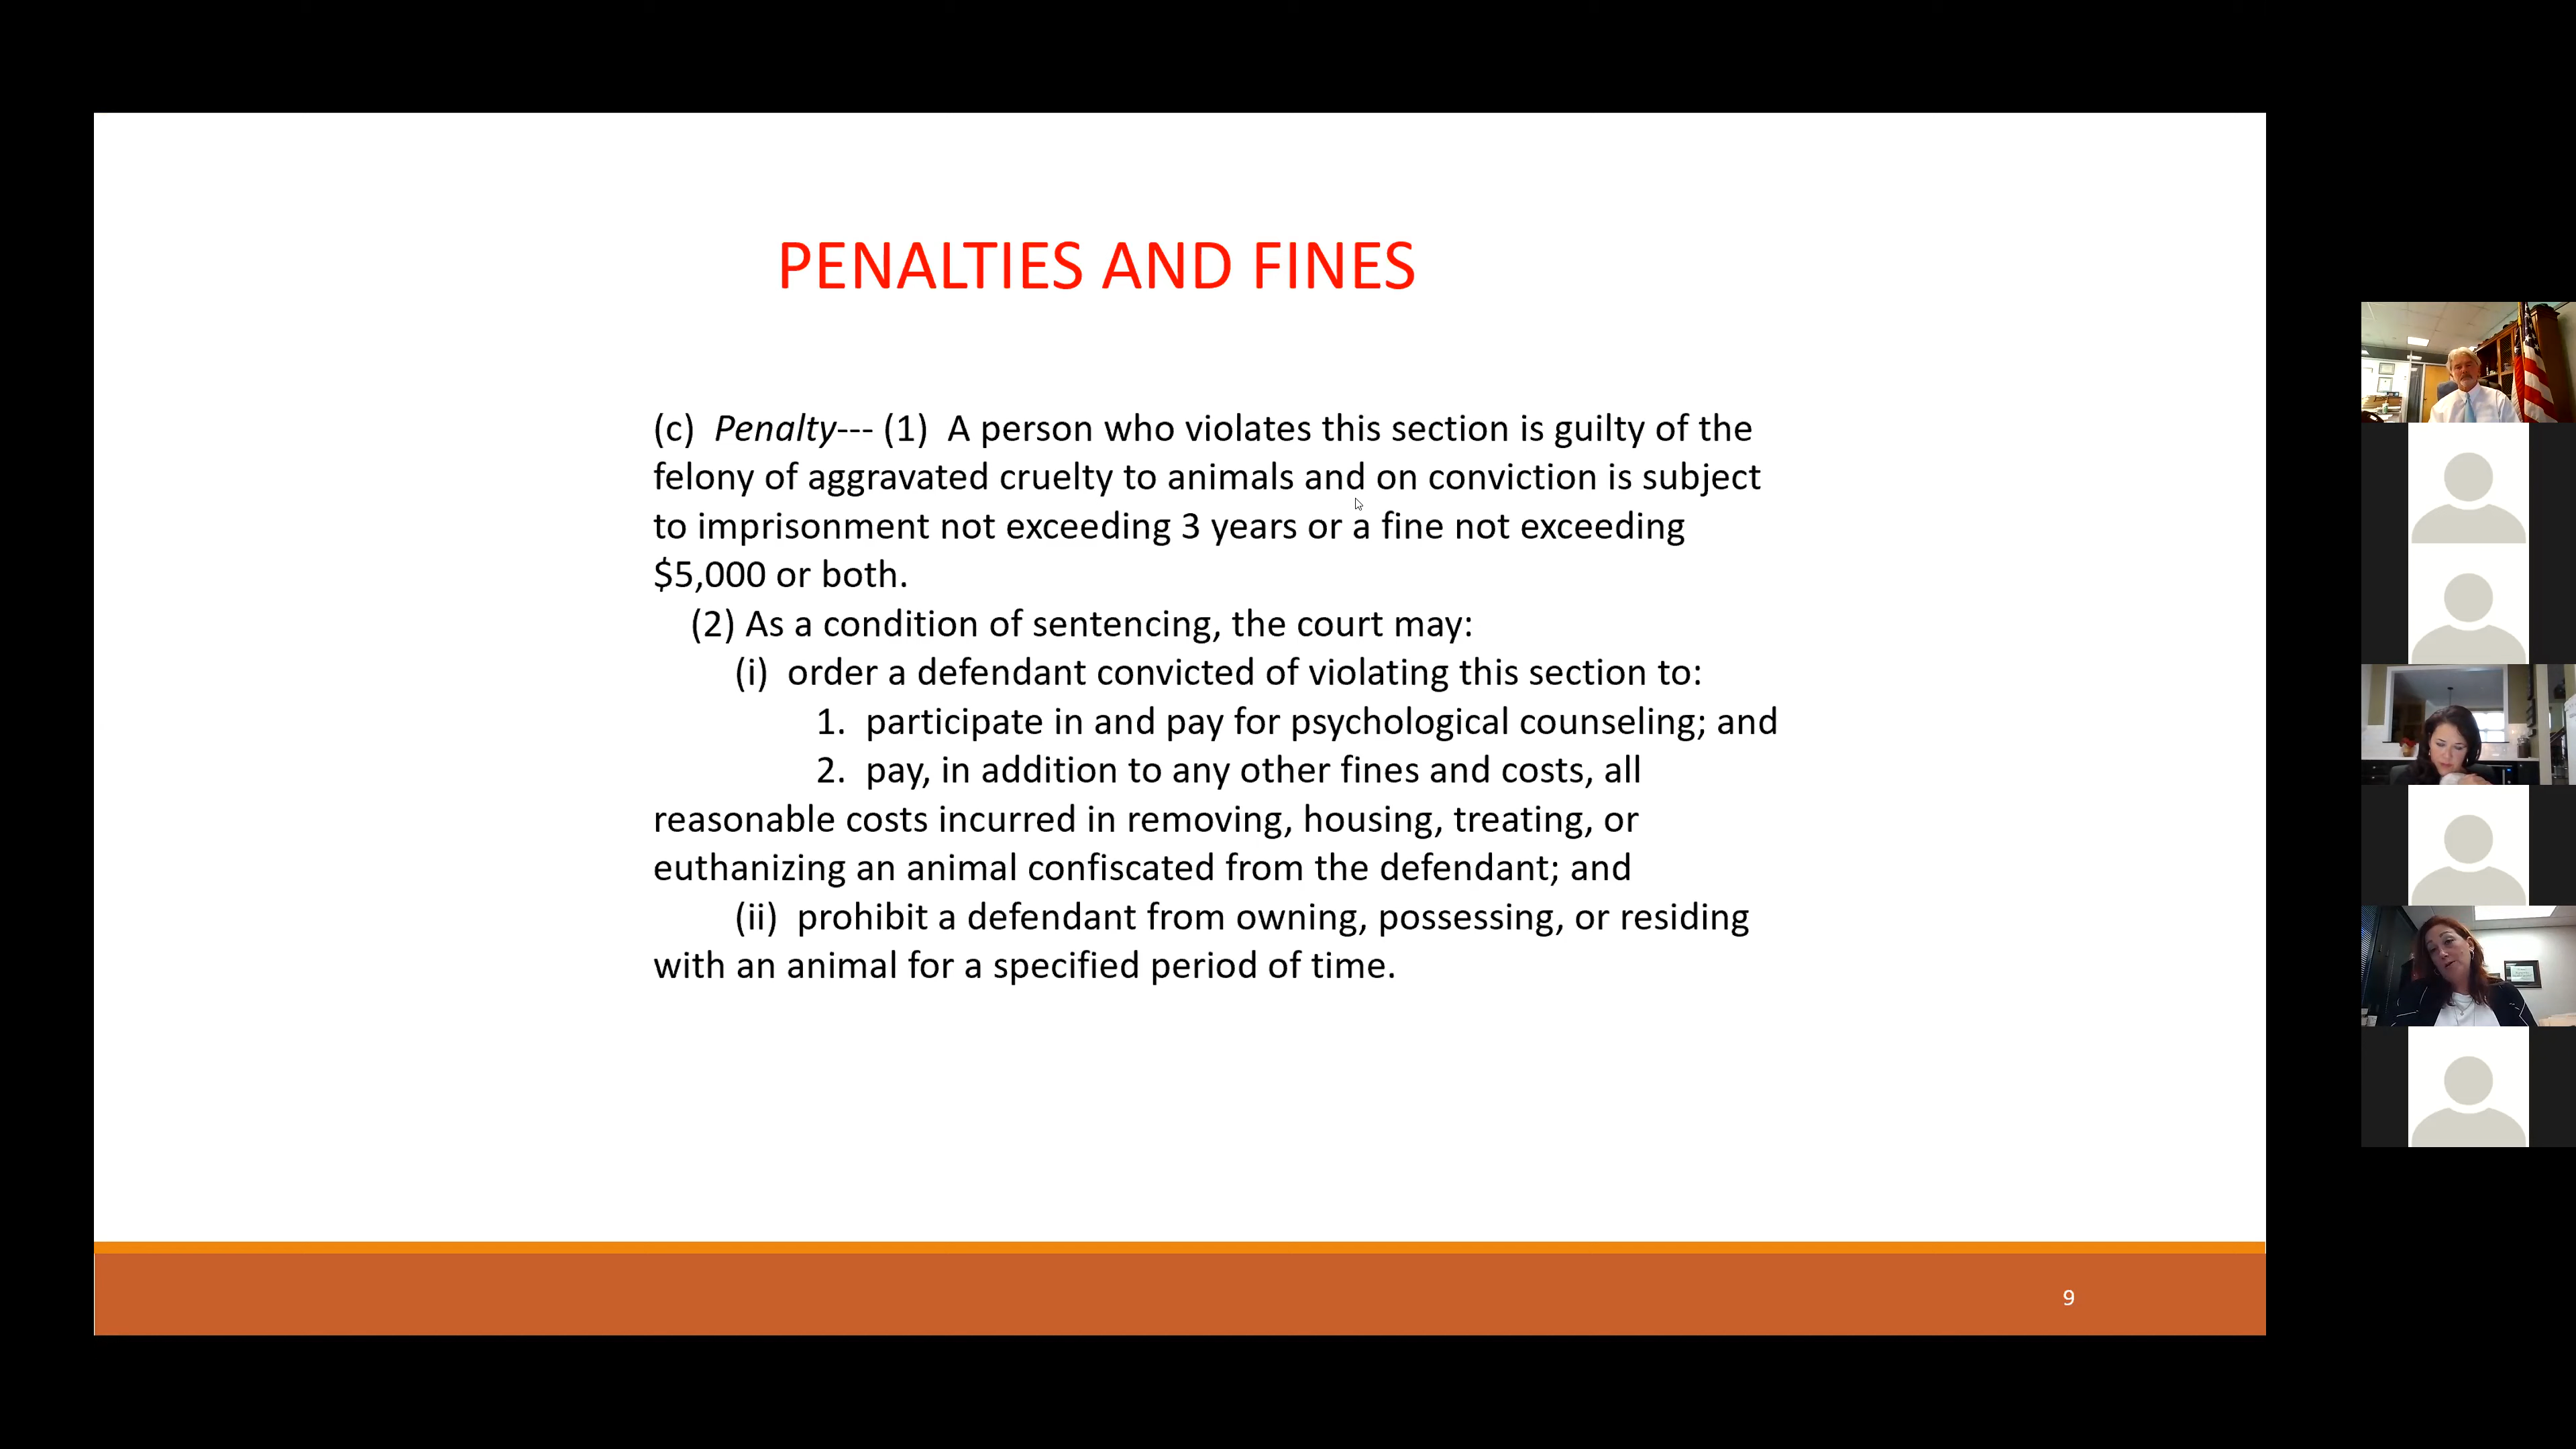 PENALTIES AND FINES
(c) Penalty--- (1) A person who violates this section is guilty of the
felony of aggravated cruelty to animals and on conviction is subject
to imprisonment not exceeding 3 years or a fine not exceeding
$5,000 or both.
(2) As a condition of sentencing, the court may:
(i) order a defendant convicted of violating this section to:
1. participate in and pay for psychological counseling; and
2. pay, in addition to any other fines and costs, all
reasonable costs incurred in removing, housing, treating, or
euthanizing an animal confiscated from the defendant; and
(ii) prohibit a defendant from owning, possessing, or residing
with an animal for a specified period of time.
9